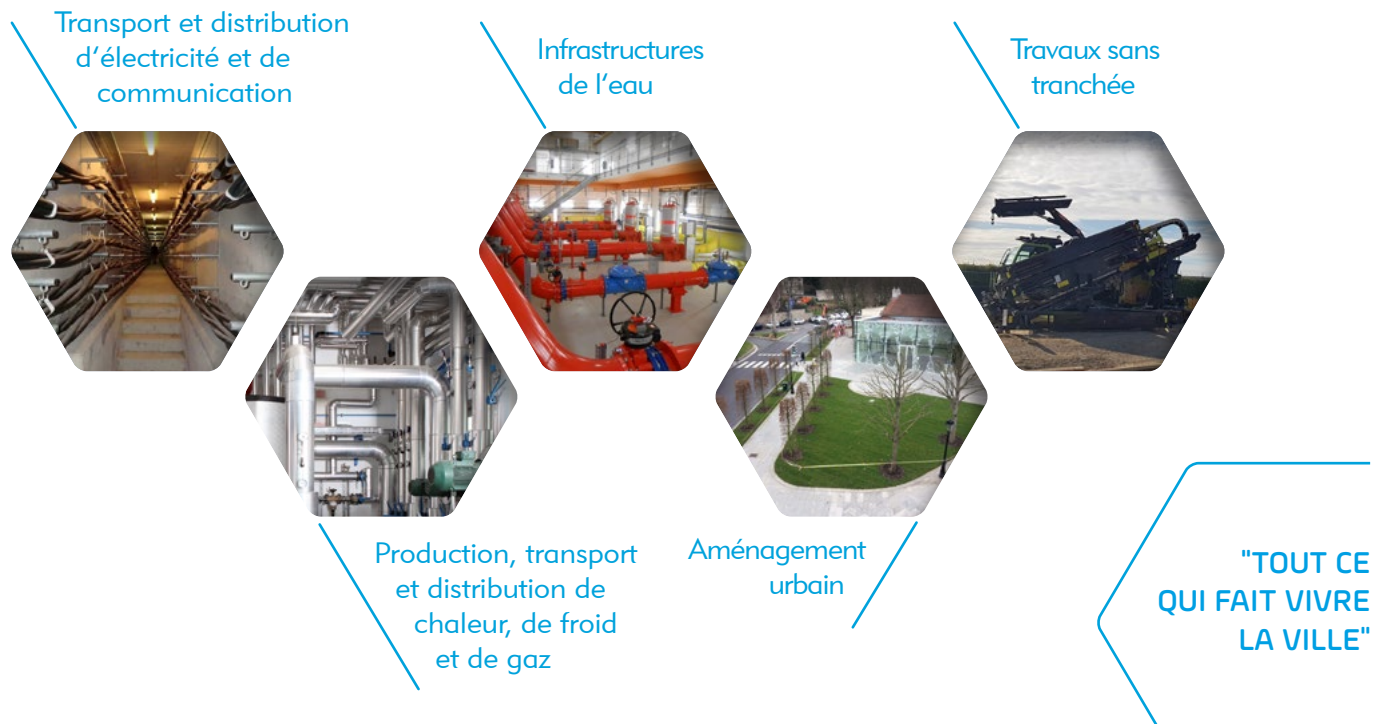 Transport et distribution
d’électricité et de
communication
Infrastructures
de l’eau
Travaux sans
tranchée
Production, transport
et distribution de
chaleur, de froid
et de gaz
Aménagement
urbain
"TOUT CE
QUI FAIT VIVRE
LA VILLE"